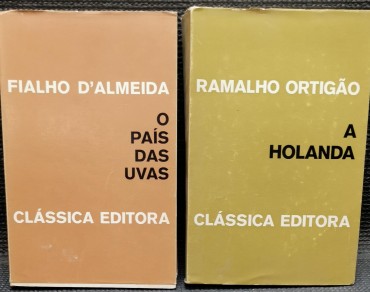 FIALHO D'ALMEIDA
O
PAÍS
DAS
UVAS
CLÁSSICA EDITORA
RAMALHO ORTIGÃO
A
HOLANDA
CLÁSSICA EDITORA